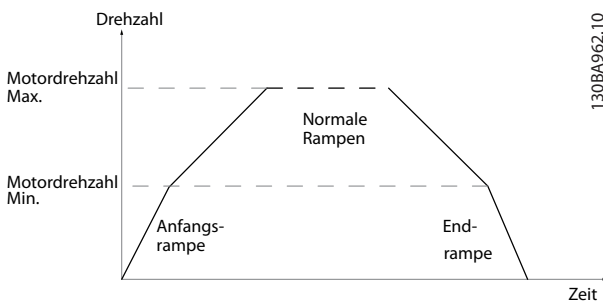 Drehzahl
130BA962.10
Motordrehzahl
Max.
Normale
Rampen
Motordrehzahl
Min.
Anfangs-
rampe
End-
rampe
Zeit